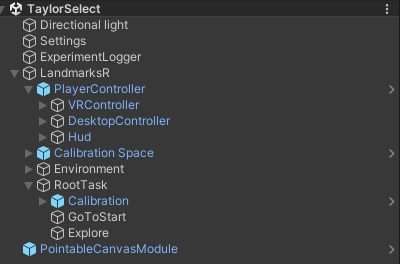 TaylorSelect
Directional light
Settings
ExperimentLogger
LandmarksR
PlayerController
VRController
DesktopController
Hud
Calibration Space
Environment
RootTask
Calibration
GoToStart
Explore
PointableCanvasModule